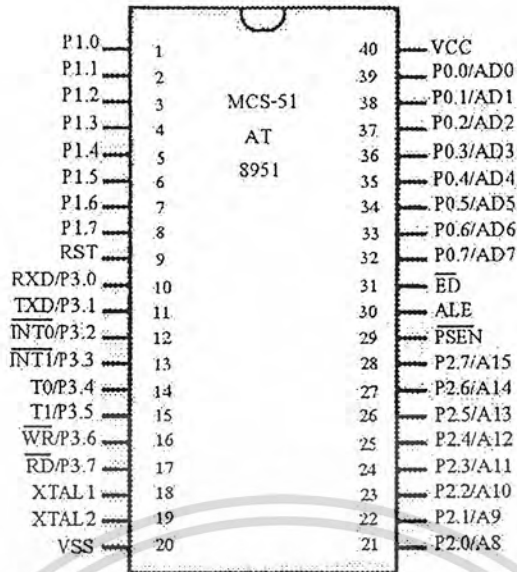 P1.0 1 40 VCC
P1.1 2 39 P0.0/AD0
P1.2 3 MCS-51 38 P0.1/AD1
P1.3 4 AT 37 P0.2/AD2
P1.4 5 8951 36 P0.3/AD3
P1.5 6 35 P0.4/AD4
P1.6 7 34 P0.5/AD5
P1.7 8 33 P0.6/AD6
RST 9 32 P0.7/AD7
RXD/P3.0 10 31 E̅D̅
TXD/P3.1 11 30 ALE
I̅N̅T̅0̅/P3.2 12 29 P̅S̅E̅N̅
I̅N̅T̅1̅/P3.3 13 28 P2.7/A15
T0/P3.4 14 27 P2.6/A14
T1/P3.5 15 26 P2.5/A13
W̅R̅/P3.6 16 25 P2.4/A12
R̅D̅/P3.7 17 24 P2.3/A11
XTAL1 18 23 P2.2/A10
XTAL2 19 22 P2.1/A9
VSS 20 21 P2.0/A8